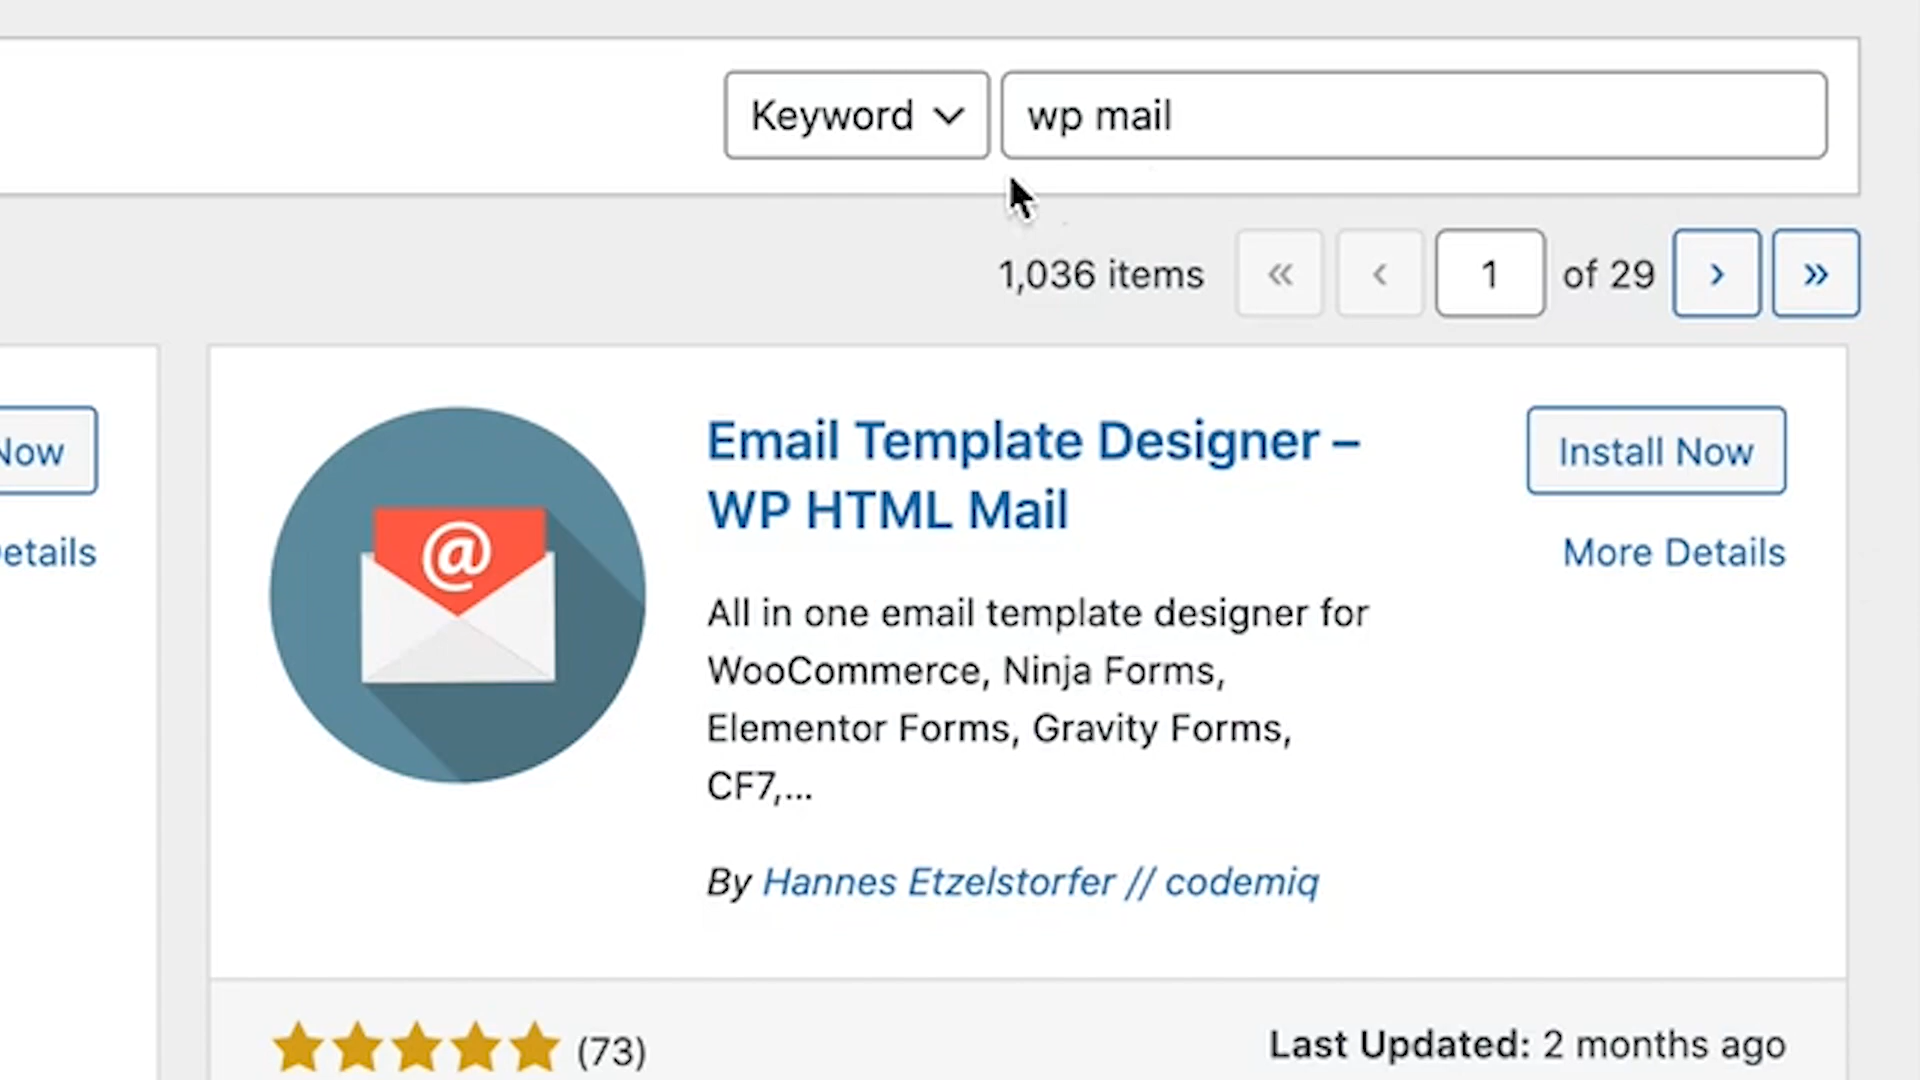 Keyword
wp mail
1,036 items « ‹ 1 of 29 › »
Now
Email Template Designer –
WP HTML Mail
Install Now
etails
More Details
@
All in one email template designer for
WooCommerce, Ninja Forms,
Elementor Forms, Gravity Forms,
CF7,...
By Hannes Etzelstorfer // codemiq
(73)
Last Updated: 2 months ago